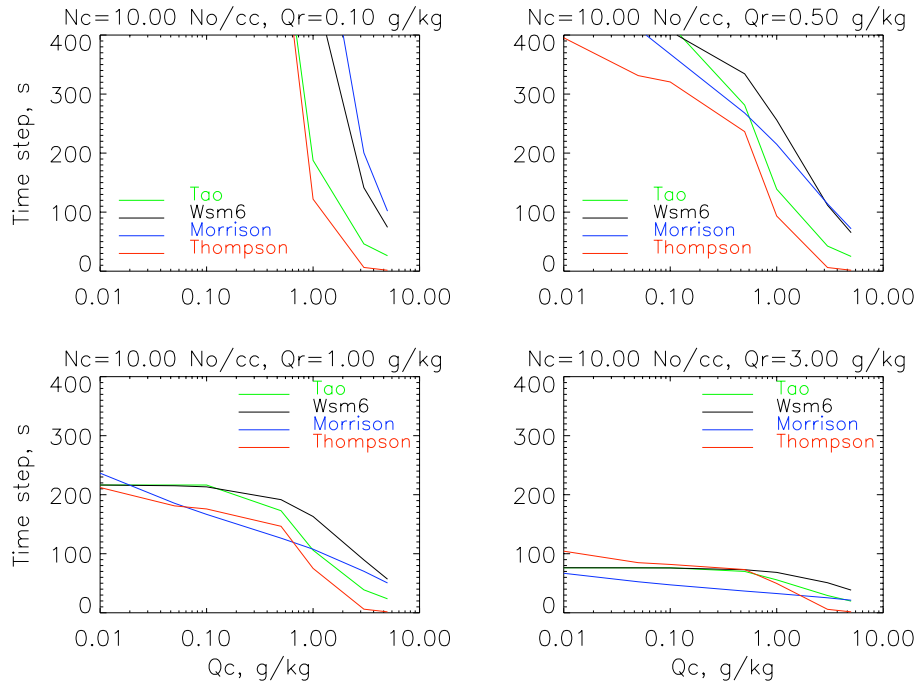 Nc=10.00 No/cc, Qr=0.10 g/kg
400
300
200
100
0
Time step, s
Tao
Wsm6
Morrison
Thompson
0.01 0.10 1.00 10.00
Nc=10.00 No/cc, Qr=0.50 g/kg
400
300
200
100
0
Tao
Wsm6
Morrison
Thompson
0.01 0.10 1.00 10.00
Nc=10.00 No/cc, Qr=1.00 g/kg
400
300
200
100
0
Time step, s
Tao
Wsm6
Morrison
Thompson
0.01 0.10 1.00 10.00
Qc, g/kg
Nc=10.00 No/cc, Qr=3.00 g/kg
400
300
200
100
0
Tao
Wsm6
Morrison
Thompson
0.01 0.10 1.00 10.00
Qc, g/kg